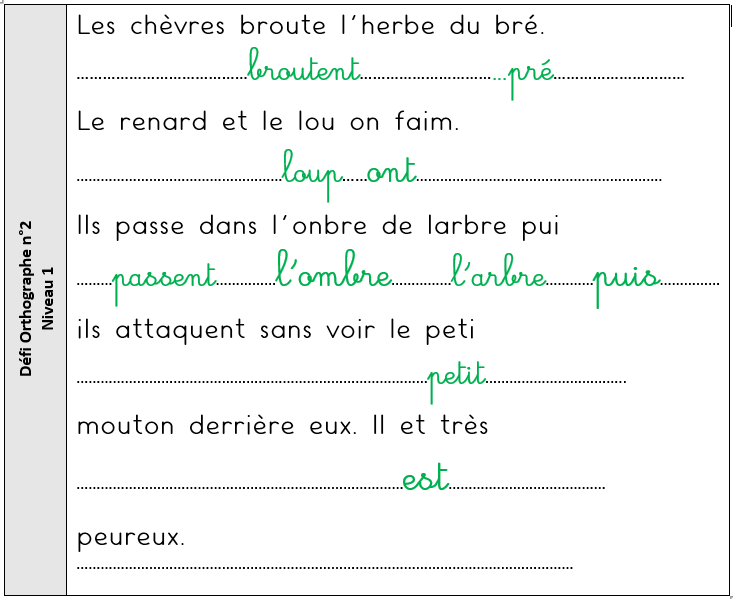 Défi Orthographe n°2
Niveau 1
Les chèvres broute l'herbe du bré.
broutent pré
Le renard et le lou on faim.
loup ont
Ils passe dans l'onbre de larbre pui
passent l'ombre l'arbre puis
ils attaquent sans voir le peti
petit
mouton derrière eux. Il et très
est
peureux.